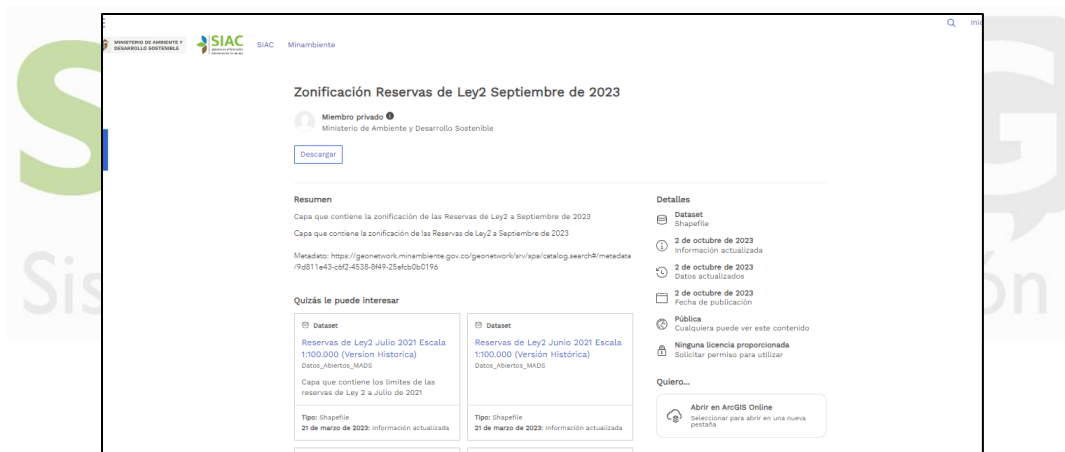 Inic
MINISTERIO DE AMBIENTE Y
DESARROLLO SOSTENIBLE
SIAC
SIAC
Minambiente
Zonificación Reservas de Ley2 Septiembre de 2023
Miembro privado
Ministerio de Ambiente y Desarrollo Sostenible
Descargar
Resumen
Capa que contiene la zonificación de las Reservas de Ley2 a Septiembre de 2023
Capa que contiene la zonificación de las Reservas de Ley2 a Septiembre de 2023
Metadato: https://geonetwork.minambiente.gov.co/geonetwork/srv/spa/catalog.search#/metadata
/9d811e43-c6f2-4538-8f49-25afcb0b0196
Quizás le puede interesar
Dataset
Reservas de Ley2 Julio 2021 Escala
1:100.000 (Version Historica)
Datos_Abiertos_MADS
Capa que contiene los limites de las
reservas de Ley 2 a Julio de 2021
Tipo: Shapefile
21 de marzo de 2023: Información actualizada
Dataset
Reservas de Ley2 Junio 2021 Escala
1:100.000 (Versión Histórica)
Datos_Abiertos_MADS
Tipo: Shapefile
21 de marzo de 2023: Información actualizada
Detalles
Dataset
Shapefile
2 de octubre de 2023
Información actualizada
2 de octubre de 2023
Datos actualizados
2 de octubre de 2023
Fecha de publicación
Pública
Cualquiera puede ver este contenido
Ninguna licencia proporcionada
Solicitar permiso para utilizar
Quiero...
Abrir en ArcGIS Online
Seleccionar para abrir en una nueva
pestaña
S
G
Sis
ón